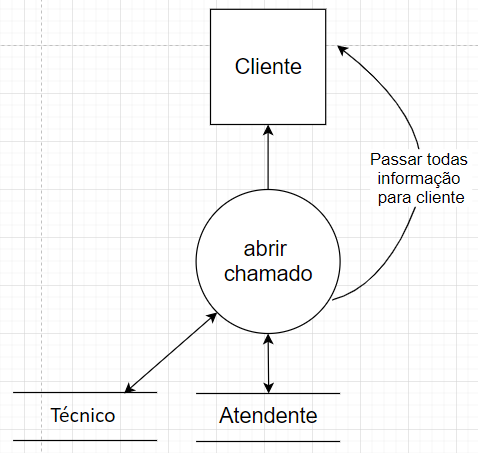 Cliente
Passar todas
informação
para cliente
abrir
chamado
Técnico
Atendente